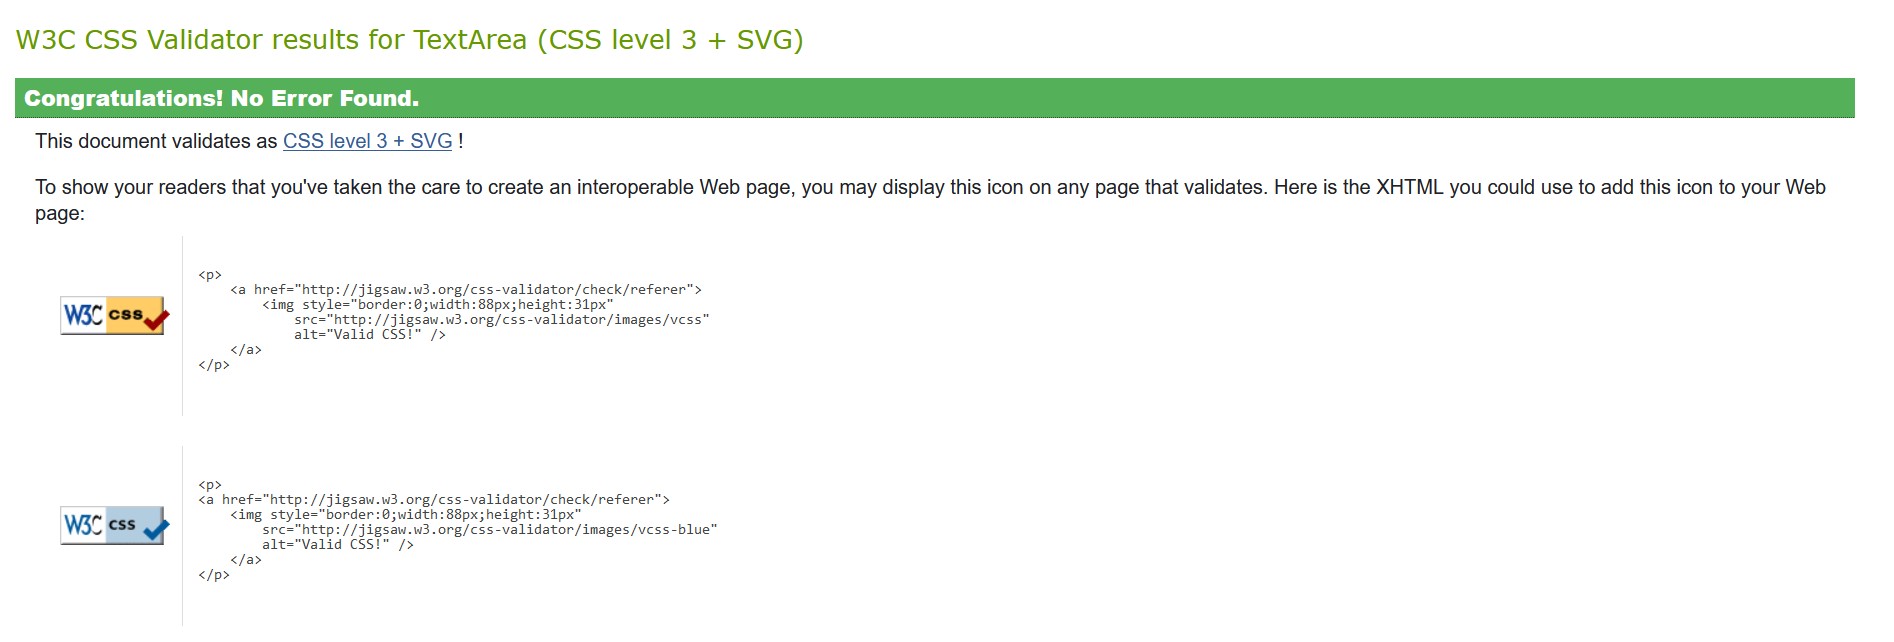 W3C CSS Validator results for TextArea (CSS level 3 + SVG)
Congratulations! No Error Found.
This document validates as CSS level 3 + SVG !
To show your readers that you've taken the care to create an interoperable Web page, you may display this icon on any page that validates. Here is the XHTML you could use to add this icon to your Web
page:
W3C css
<p>
    <a href="http://jigsaw.w3.org/css-validator/check/referer">
        <img style="border:0;width:88px;height:31px"
            src="http://jigsaw.w3.org/css-validator/images/vcss"
            alt="Valid CSS!" />
    </a>
</p>
W3C css
<p>
<a href="http://jigsaw.w3.org/css-validator/check/referer">
    <img style="border:0;width:88px;height:31px"
        src="http://jigsaw.w3.org/css-validator/images/vcss-blue"
        alt="Valid CSS!" />
    </a>
</p>